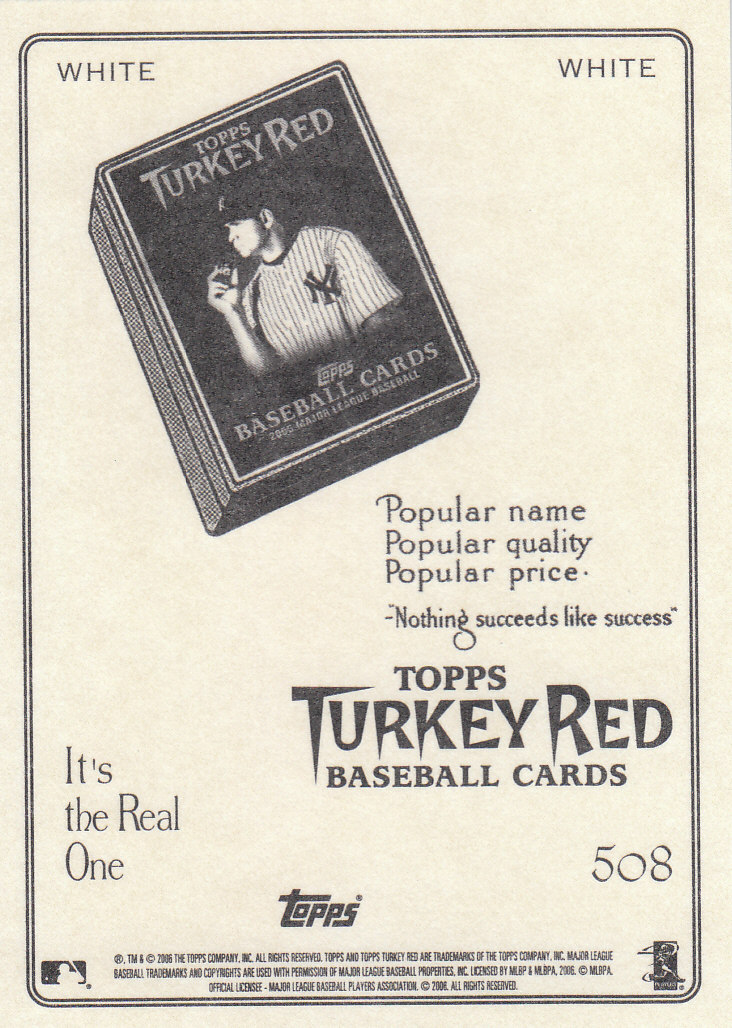 WHITE WHITE
TOPPS
TURKEY RED
NY
TOPPS
BASEBALL CARDS
2006 MAJOR LEAGUE BASEBALL
Popular name
Popular quality
Popular price.
-"Nothing succeeds like success"
TOPPS
TURKEY RED
BASEBALL CARDS
It's
the Real
One
508
TOPPS®
®, TM & © 2006 THE TOPPS COMPANY, INC. ALL RIGHTS RESERVED. TOPPS AND TOPPS TURKEY RED ARE TRADEMARKS OF THE TOPPS COMPANY, INC. MAJOR LEAGUE
BASEBALL TRADEMARKS AND COPYRIGHTS ARE USED WITH PERMISSION OF MAJOR LEAGUE BASEBALL PROPERTIES, INC. LICENSED BY MLBP & MLBPA, 2006. © MLBPA,
OFFICIAL LICENSEE - MAJOR LEAGUE BASEBALL PLAYERS ASSOCIATION. © 2006. ALL RIGHTS RESERVED.
PLAYERS